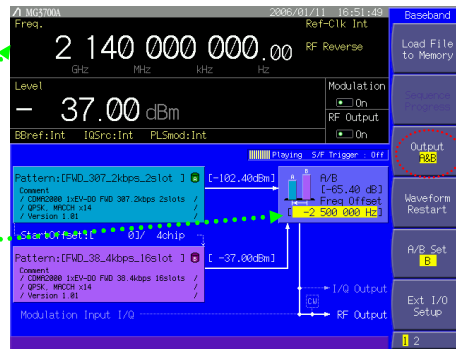 MG3700A 2006/01/11 16:51:49 Baseband
Freq. Ref-Clk Int
2 140 000 000.00 RF Reverse
GHz MHz kHz Hz
Load File
to Memory
Level Modulation
- 37.00 dBm On
RF Output
On
Sequence
Progress
BBref:Int IQSrc:Int PLSmod:Int
Playing S/F Trigger : Off
Output
A&B
Pattern:[FWD_307_2kbps_2slot ] A [-102.40dBm]
Comment
/ CDMA2000 1xEV-DO FWD 307.2kbps 2slots /
/ QPSK, MACCH x14 /
/ Version 1.01 /
A B
A/B
[-65.40 dB]
Freq Offset
[ -2 500 000 Hz]
Waveform
Restart
StartOffset:[ 0]/ 4chip
Pattern:[FWD_38_4kbps_16slot ] B [ -37.00dBm]
Comment
/ CDMA2000 1xEV-DO FWD 38.4kbps 16slots /
/ QPSK, MACCH x14 /
/ Version 1.01 /
A/B Set
B
I/Q Output
CW
Modulation Input I/Q RF Output
Ext I/O
Setup
1 2